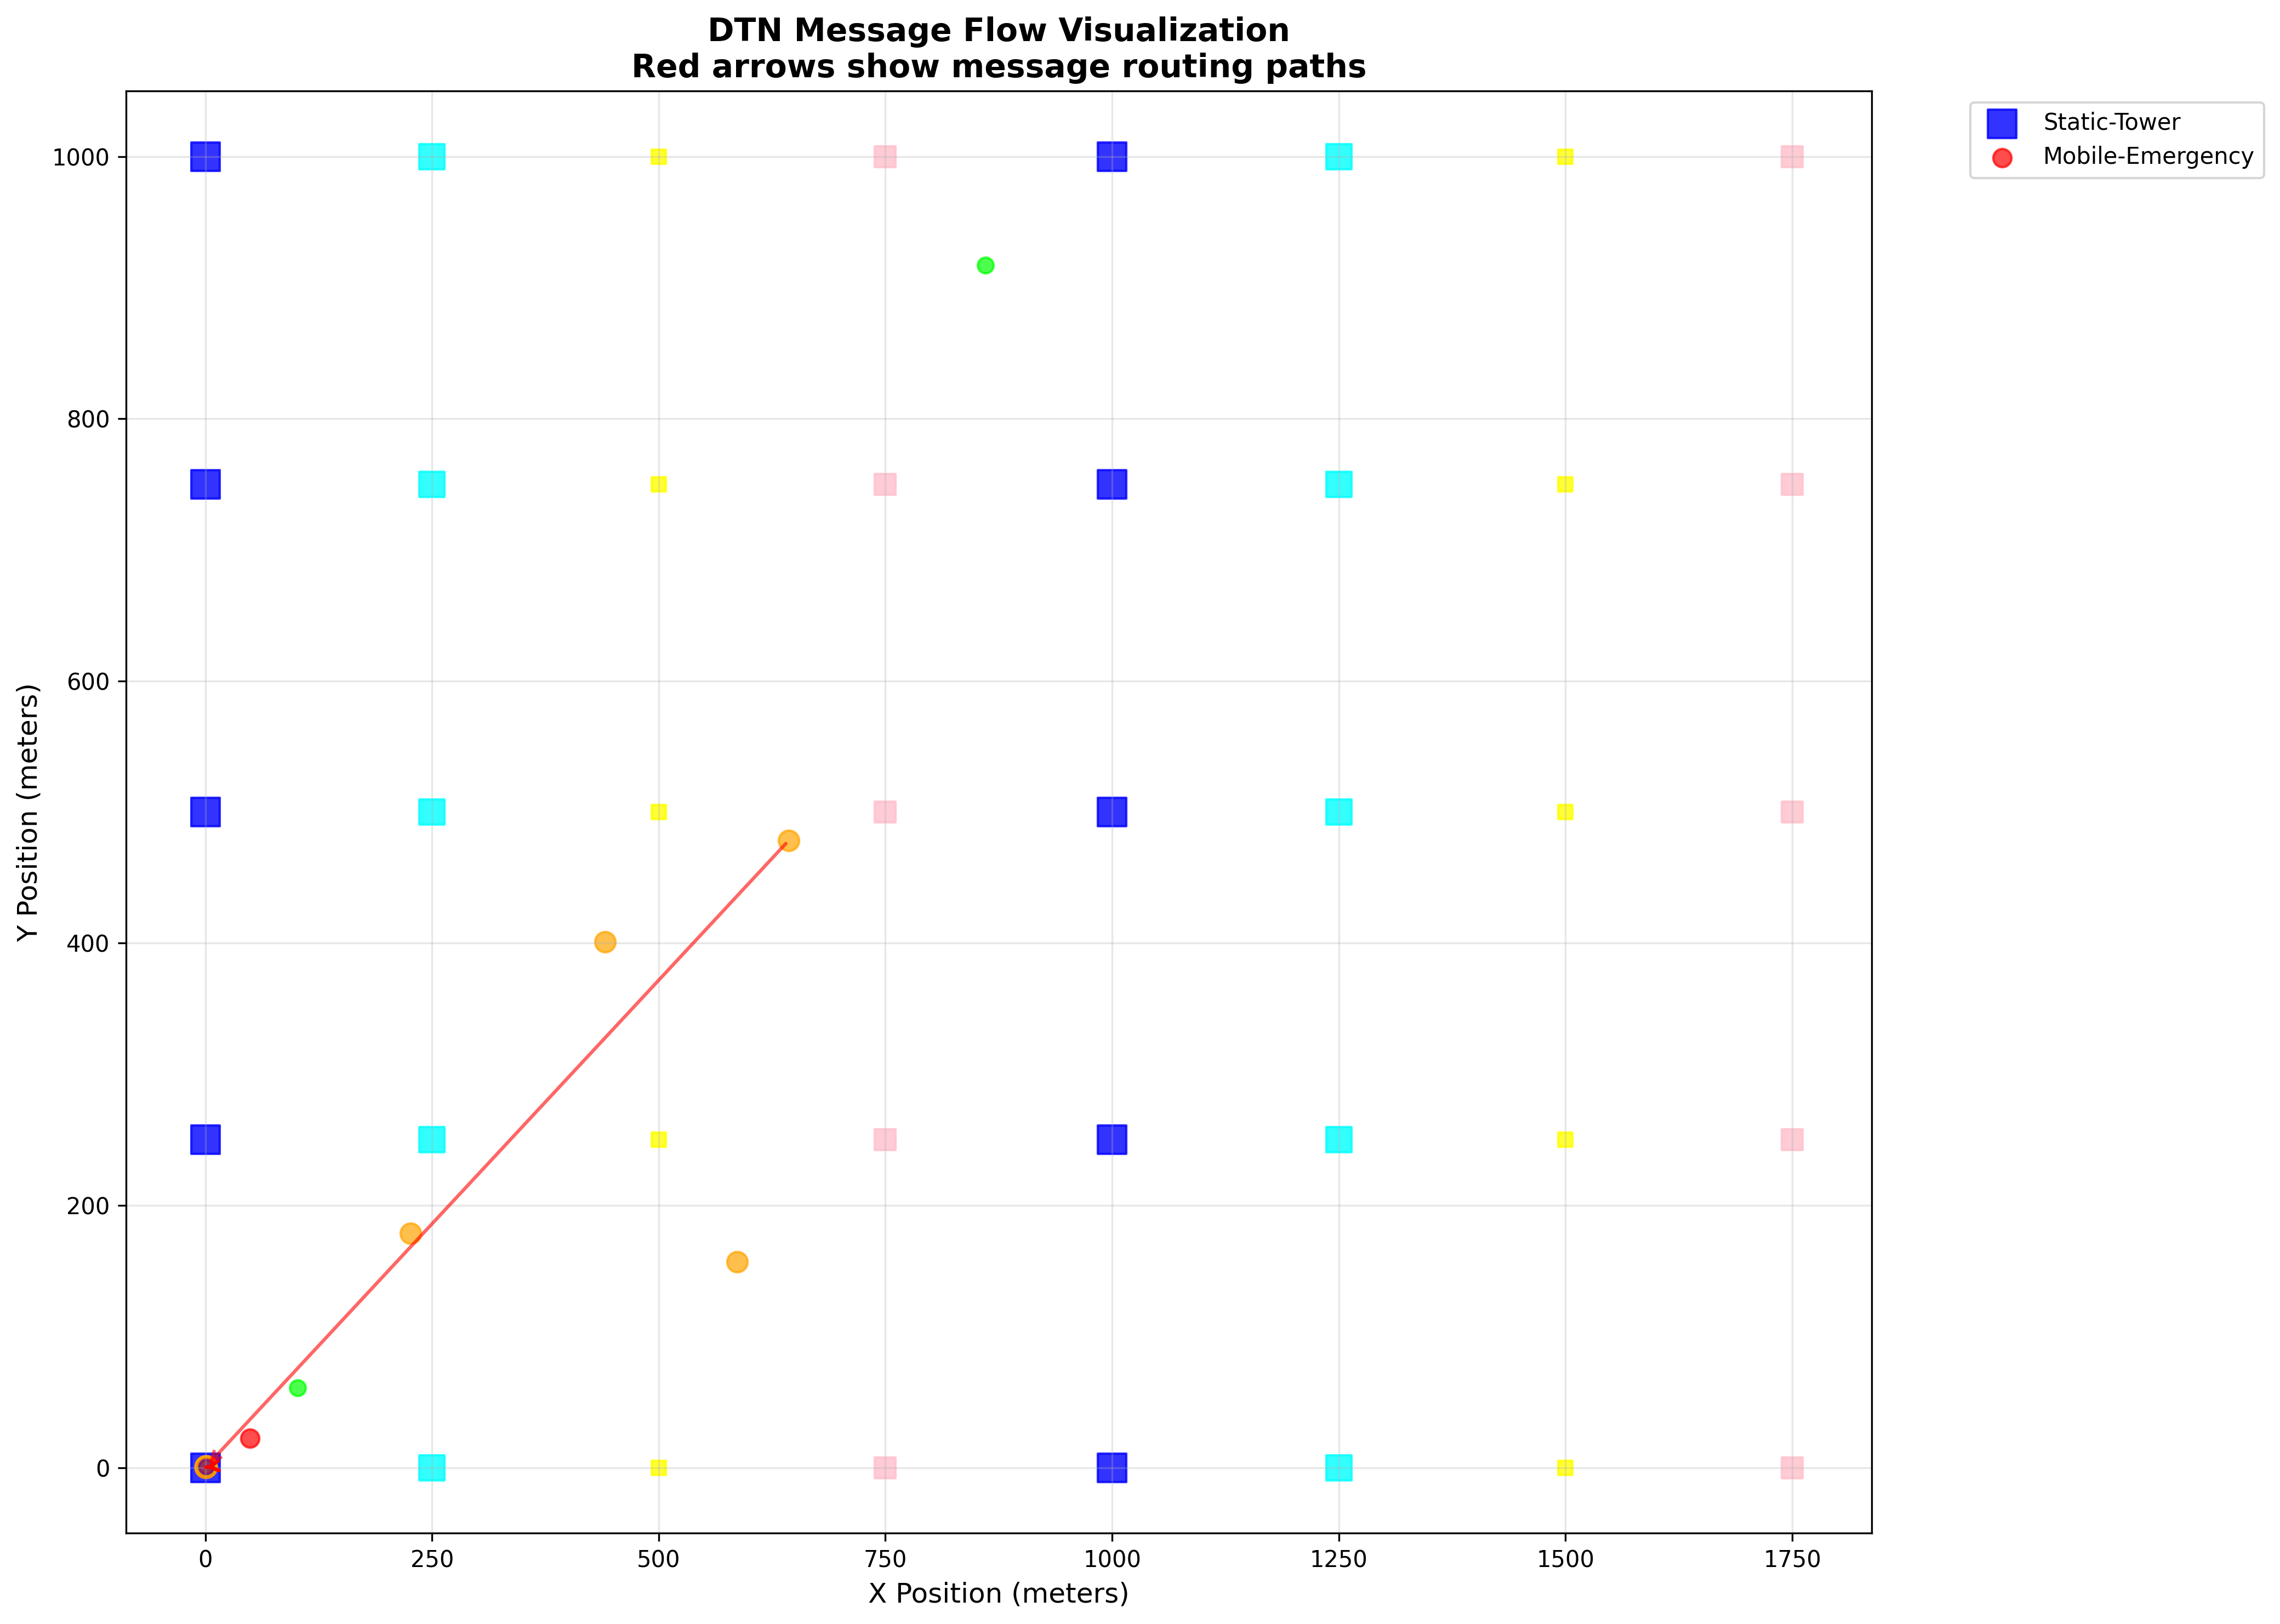 DTN Message Flow Visualization
Red arrows show message routing paths
Static-Tower
Mobile-Emergency
Y Position (meters)
1000
800
600
400
200
0
0 250 500 750 1000 1250 1500 1750
X Position (meters)